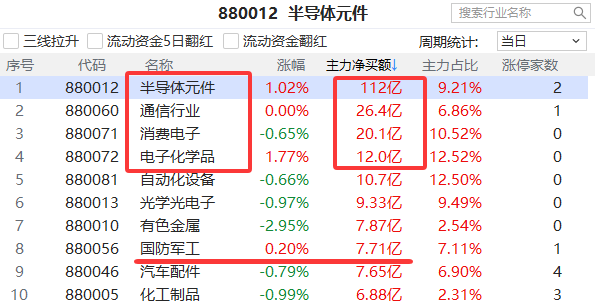 880012 半导体元件
搜索行业名称
三线拉升 流动资金5日翻红 流动资金翻红 周期统计: 当日
序号 代码 名称 涨幅 主力净买额↓ 主力占比 涨停家数
1 880012 半导体元件 1.02% 112亿 9.21% 2
2 880060 通信行业 0.00% 26.4亿 6.86% 1
3 880071 消费电子 -0.65% 20.1亿 10.52% 0
4 880072 电子化学品 1.77% 12.0亿 12.52% 0
5 880081 自动化设备 -0.66% 10.7亿 12.50% 0
6 880013 光学光电子 -0.97% 9.33亿 9.49% 0
7 880010 有色金属 -2.95% 7.87亿 2.54% 0
8 880056 国防军工 0.20% 7.71亿 7.11% 1
9 880046 汽车配件 -0.79% 7.65亿 6.90% 4
10 880005 化工制品 -0.99% 6.88亿 2.31% 3